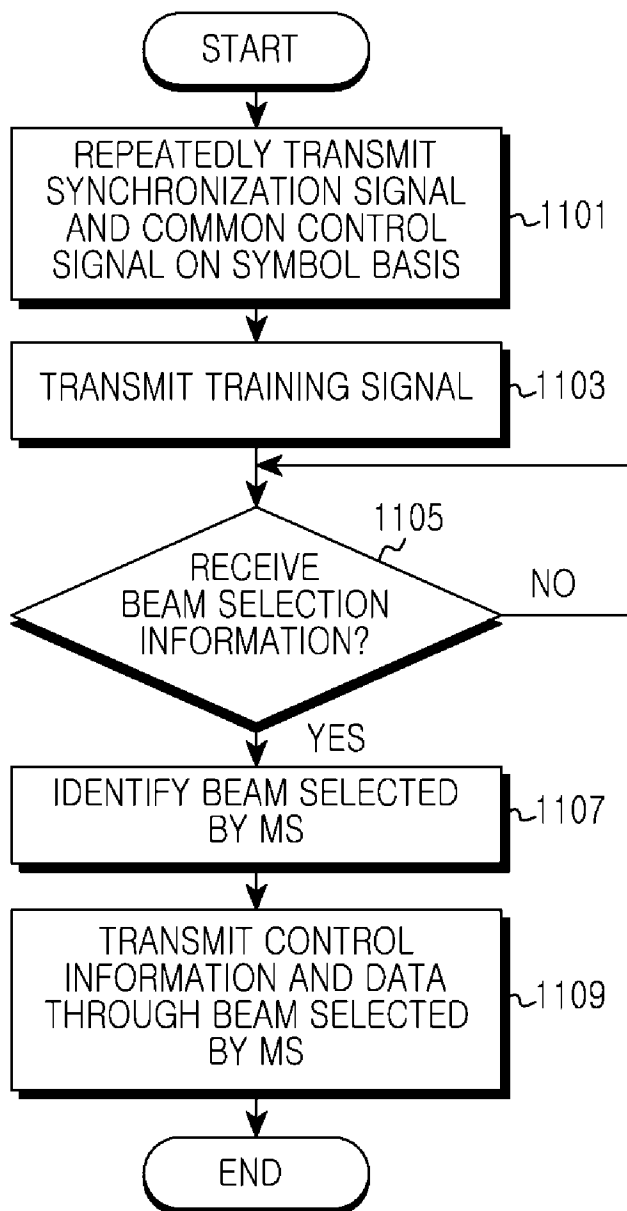 START
REPEATEDLY TRANSMIT
SYNCHRONIZATION SIGNAL
AND COMMON CONTROL
SIGNAL ON SYMBOL BASIS
1101
TRANSMIT TRAINING SIGNAL
1103
1105
RECEIVE
BEAM SELECTION
INFORMATION?
NO
YES
IDENTIFY BEAM SELECTED
BY MS
1107
TRANSMIT CONTROL
INFORMATION AND DATA
THROUGH BEAM SELECTED
BY MS
1109
END